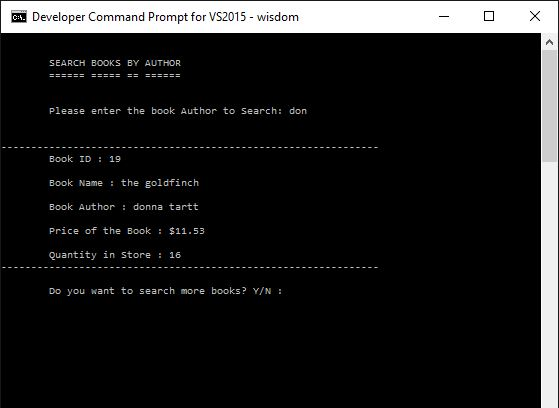 Developer Command Prompt for VS2015 - wisdom
SEARCH BOOKS BY AUTHOR
====== ===== == ======
Please enter the book Author to Search: don
---------------------------------------------------------------
Book ID : 19
Book Name : the goldfinch
Book Author : donna tartt
Price of the Book : $11.53
Quantity in Store : 16
---------------------------------------------------------------
Do you want to search more books? Y/N :